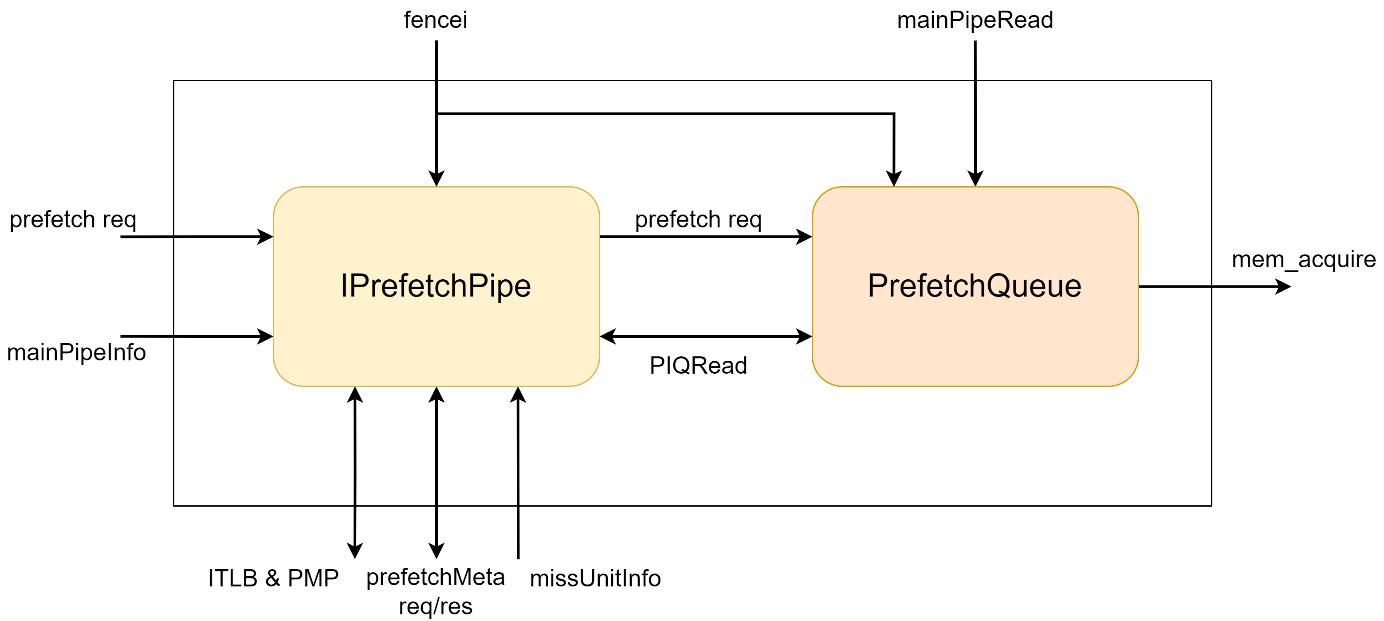 fencei
mainPipeRead
prefetch req
prefetch req
mem_acquire
IPrefetchPipe
PrefetchQueue
mainPipeInfo
PIQRead
ITLB & PMP
prefetchMeta
req/res
missUnitInfo